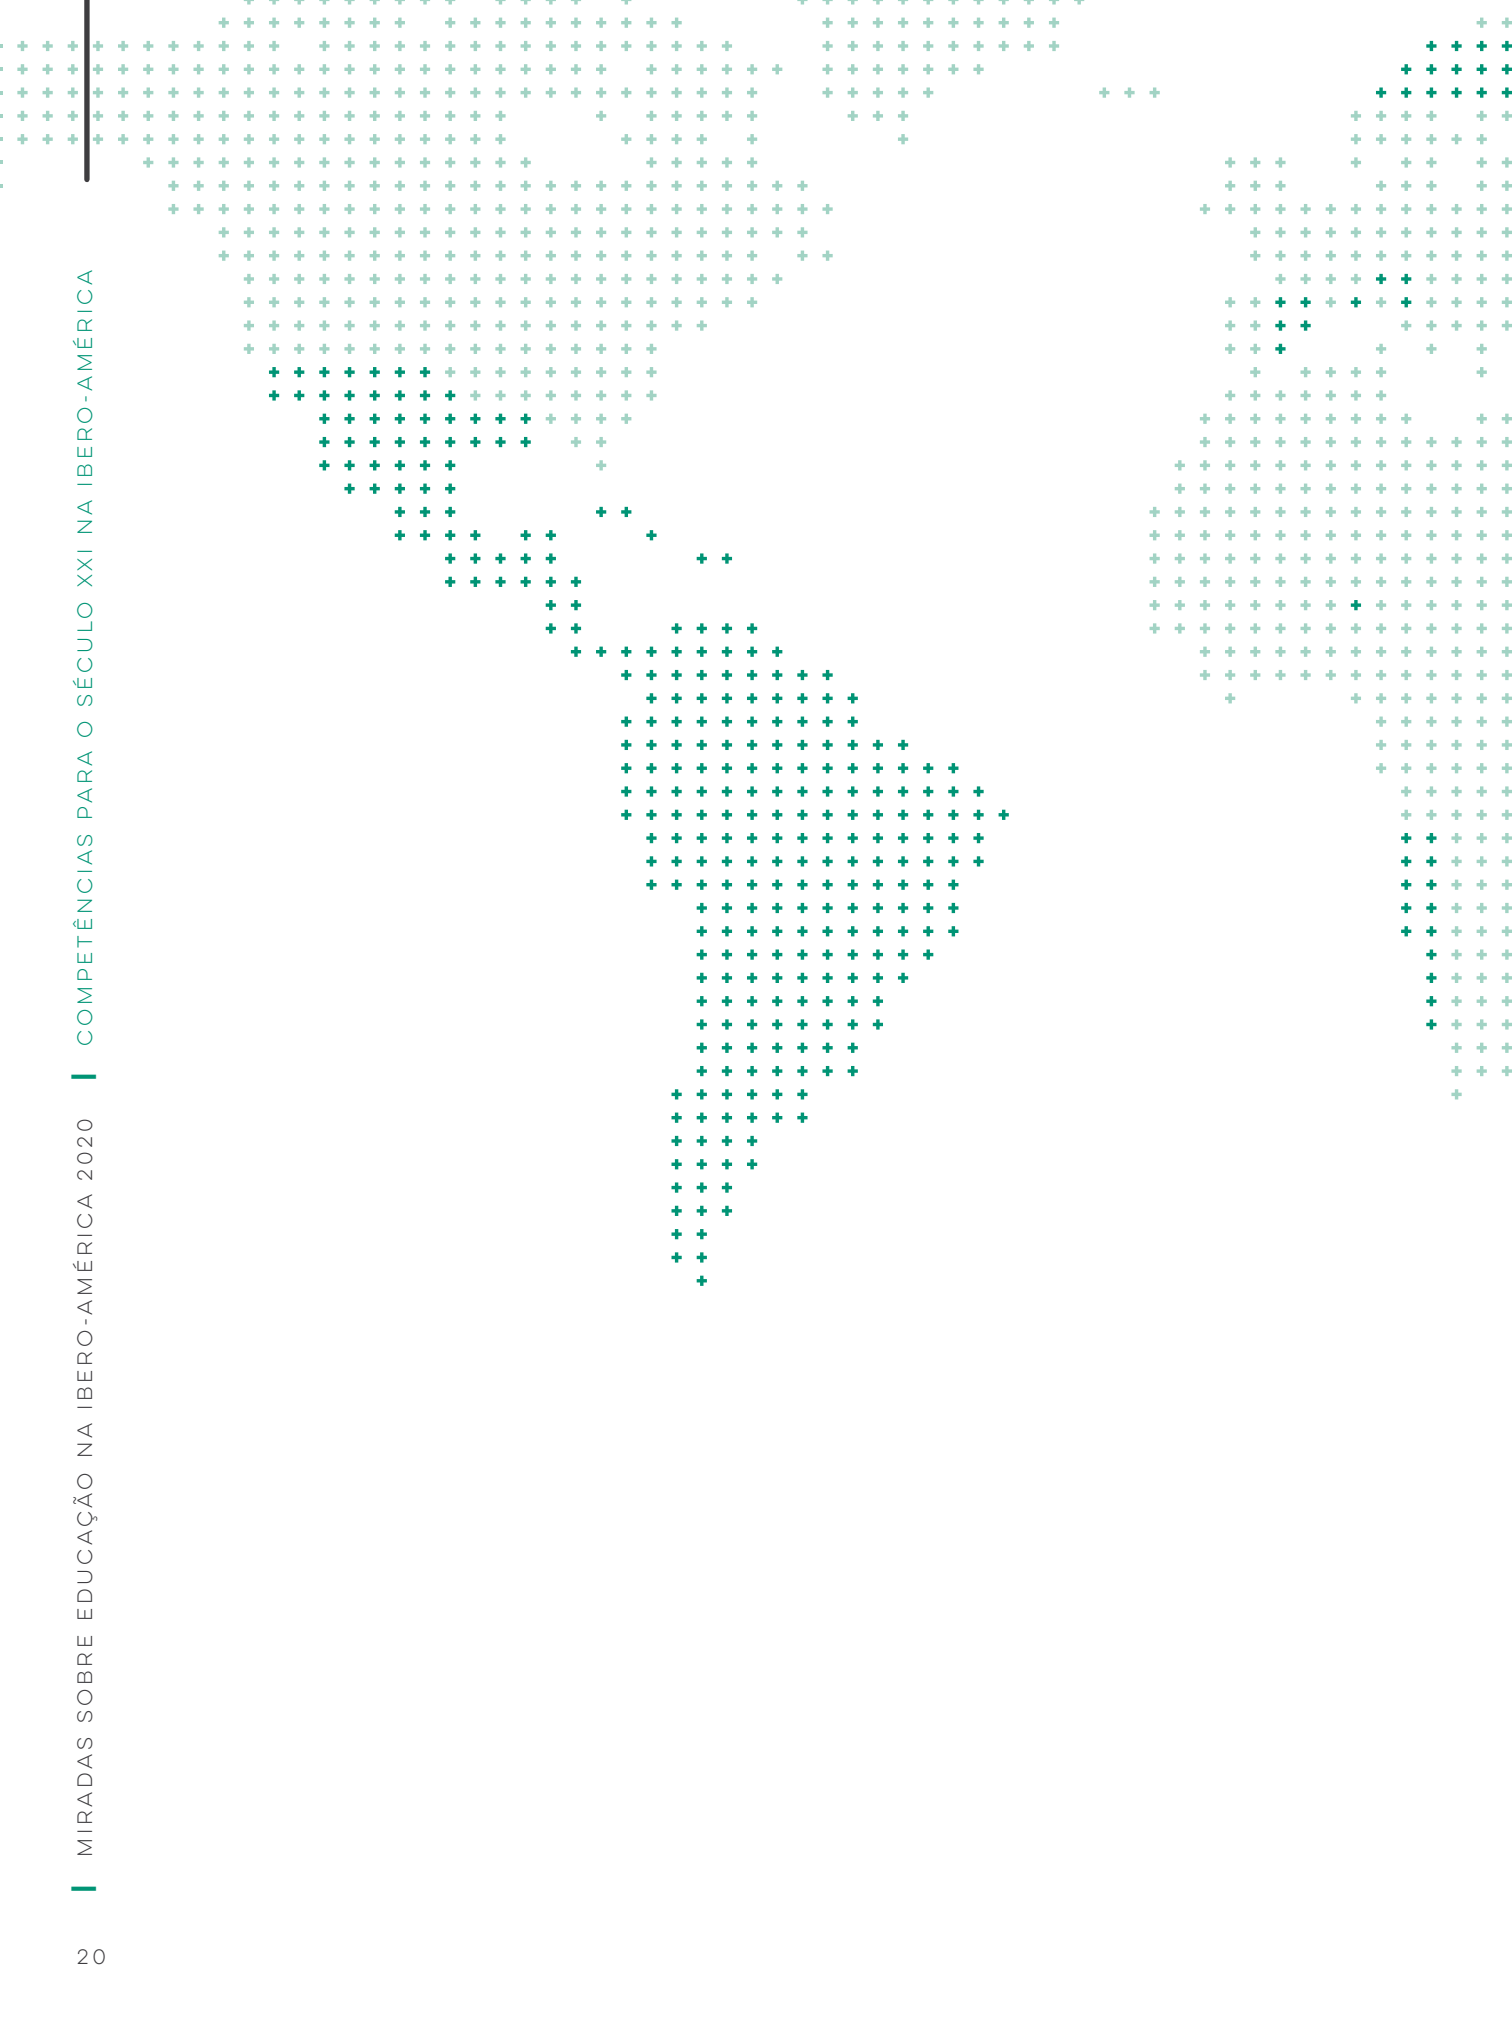 MIRADAS SOBRE EDUCAÇÃO NA IBERO-AMÉRICA 2020 | COMPETÊNCIAS PARA O SÉCULO XXI NA IBERO-AMÉRICA
20